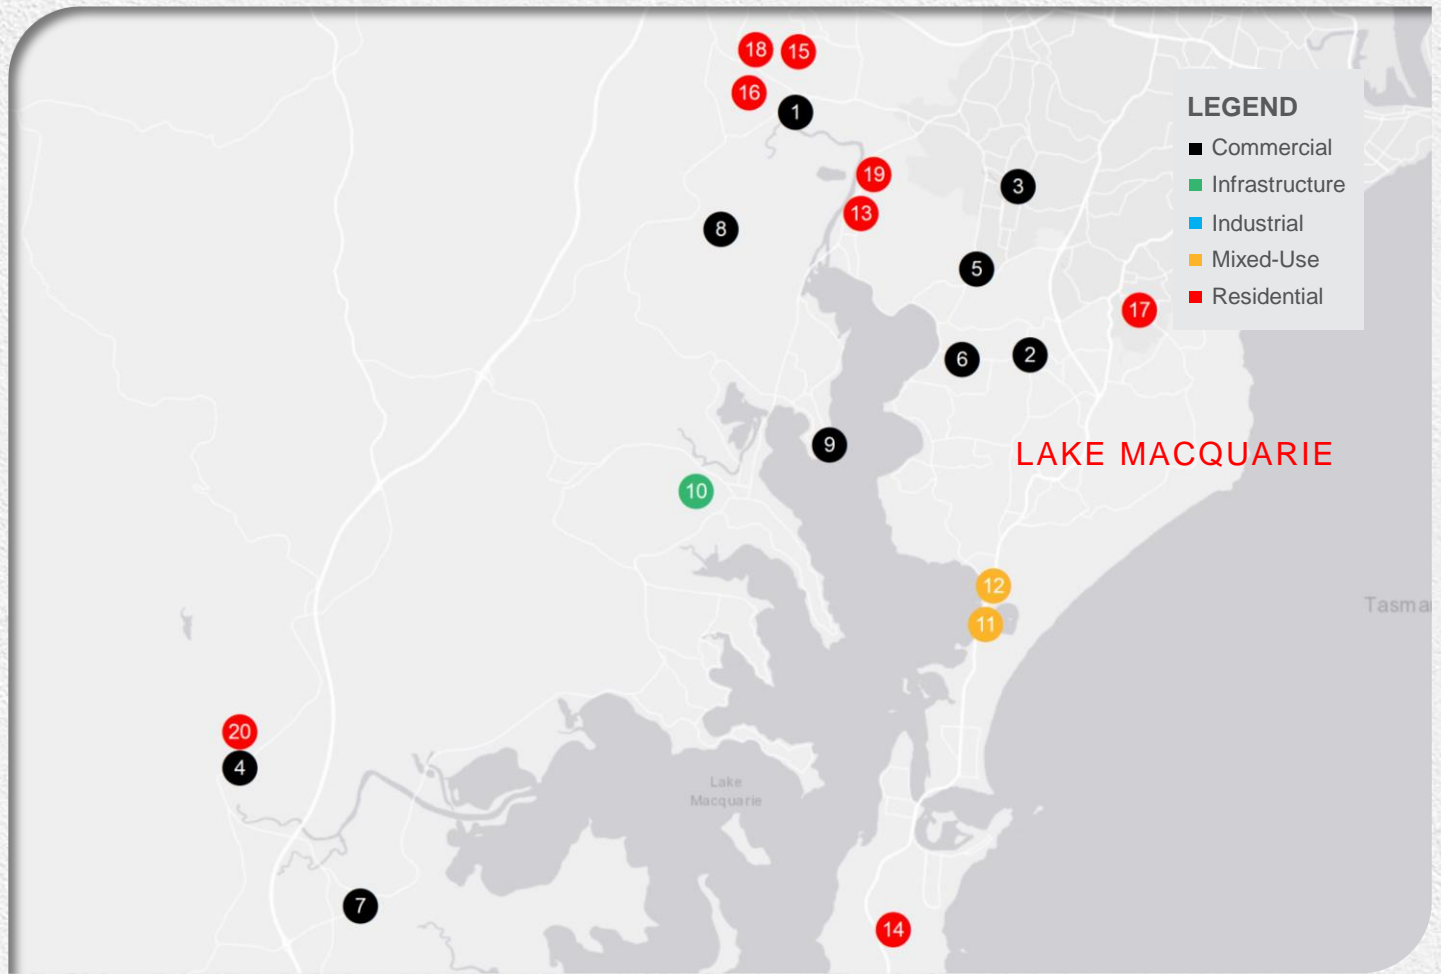 18
15
16
1
LEGEND
Commercial
Infrastructure
Industrial
Mixed-Use
Residential
19
3
13
8
5
17
6
2
9
LAKE MACQUARIE
10
12
11
Tasma
20
4
Lake
Macquarie
7
14